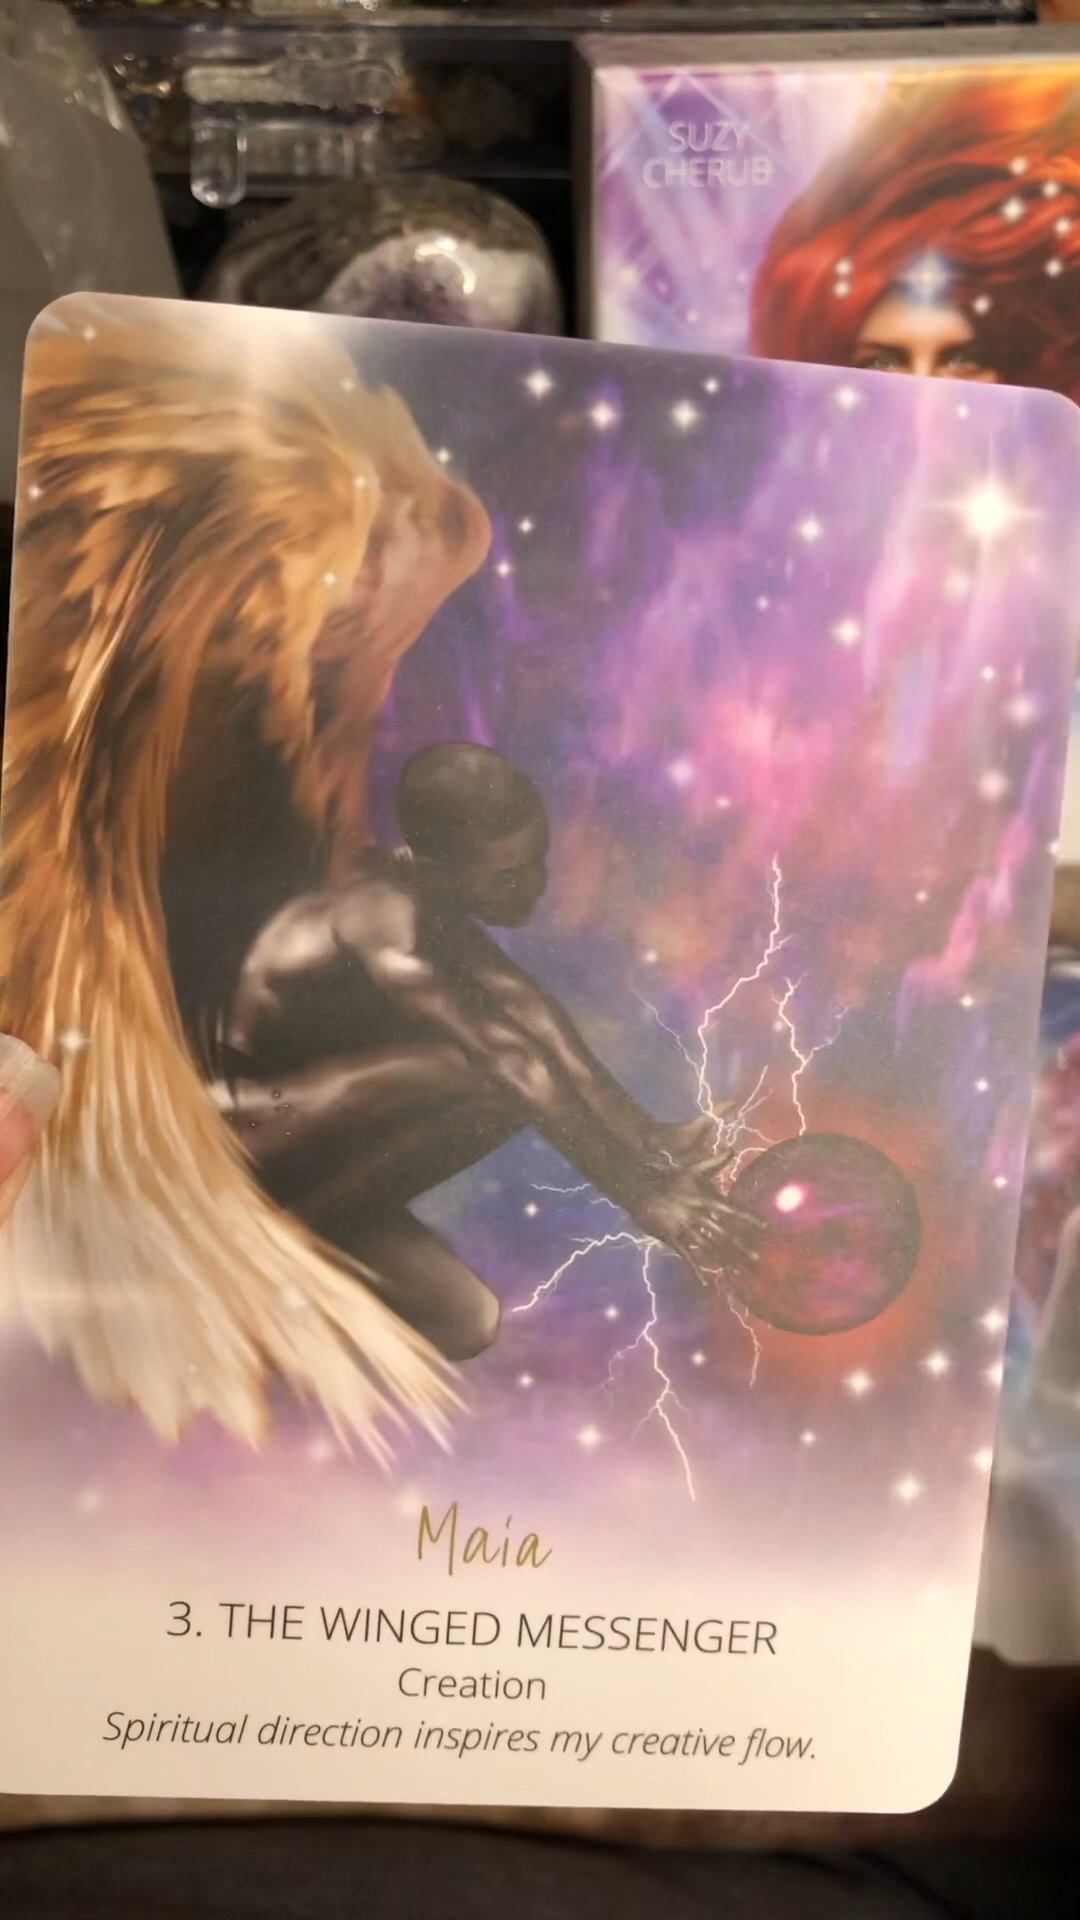 SUZY
CHERUB
Maia
3. THE WINGED MESSENGER
Creation
Spiritual direction inspires my creative flow.